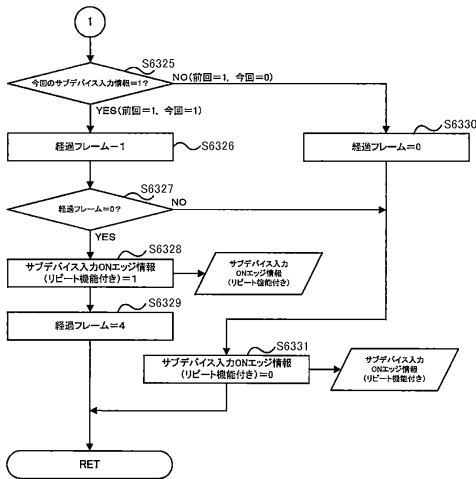 1
S6325
今回のサブデバイス入力情報=1?
NO(前回=1, 今回=0)
YES(前回=1, 今回=1)
S6330
経過フレーム-1
S6326
経過フレーム=0
S6327
経過フレーム=0?
NO
YES
S6328
サブデバイス入力ONエッジ情報
(リピート機能付き)=1
サブデバイス入力
ONエッジ情報
(リピート機能付き)
S6329
経過フレーム=4
S6331
サブデバイス入力ONエッジ情報
(リピート機能付き)=0
サブデバイス入力
ONエッジ情報
(リピート機能付き)
RET